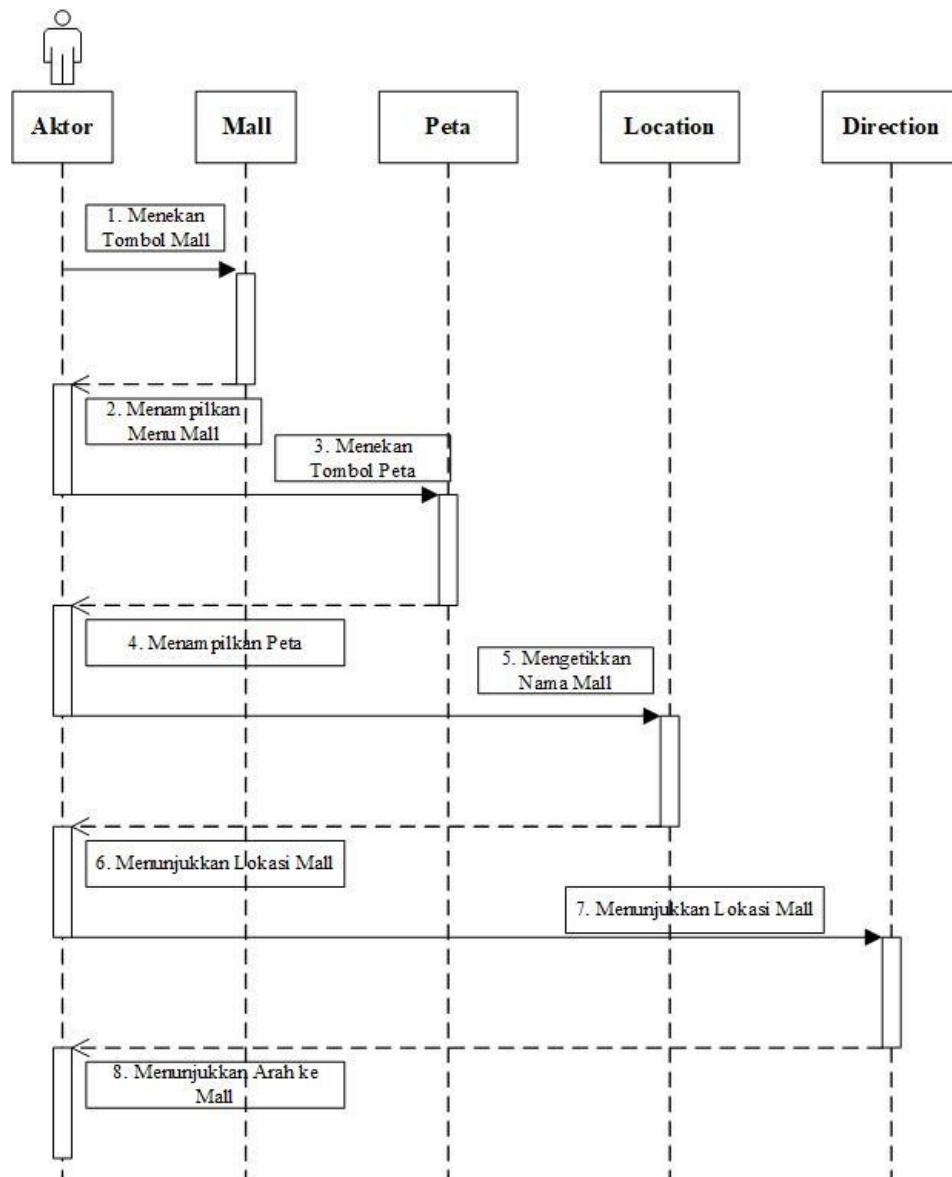 Aktor
Mall
Peta
Location
Direction
1. Menekan
Tombol Mall
2. Menampilkan
Menu Mall
3. Menekan
Tombol Peta
4. Menampilkan Peta
5. Mengetikkan
Nama Mall
6. Menunjukkan Lokasi Mall
7. Menunjukkan Lokasi Mall
8. Menunjukkan Arah ke
Mall